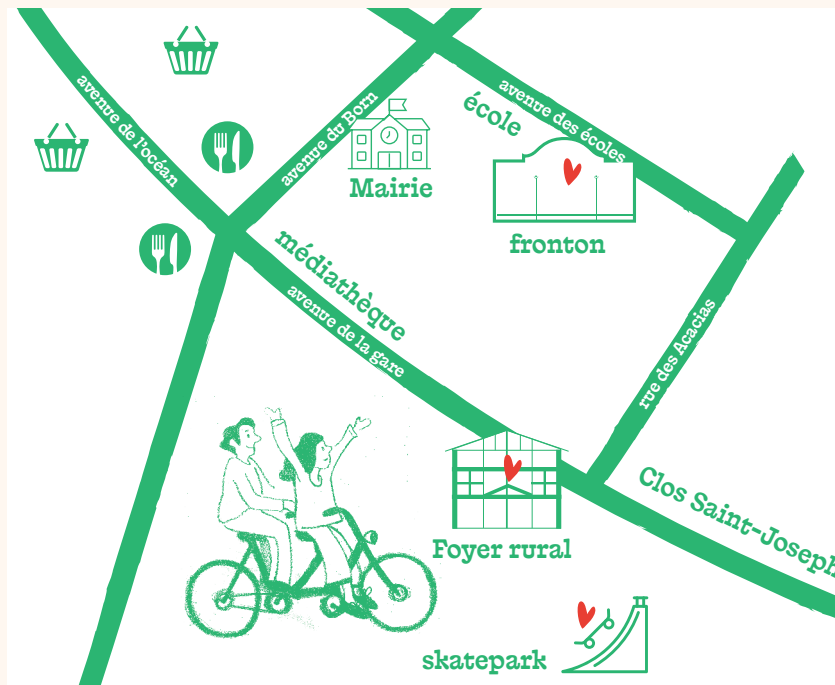 avenue de l'océan
avenue du Born
avenue des écoles
école
Mairie
fronton
médiathèque
avenue de la gare
rue des Acacias
Clos Saint-Joseph
Foyer rural
skatepark